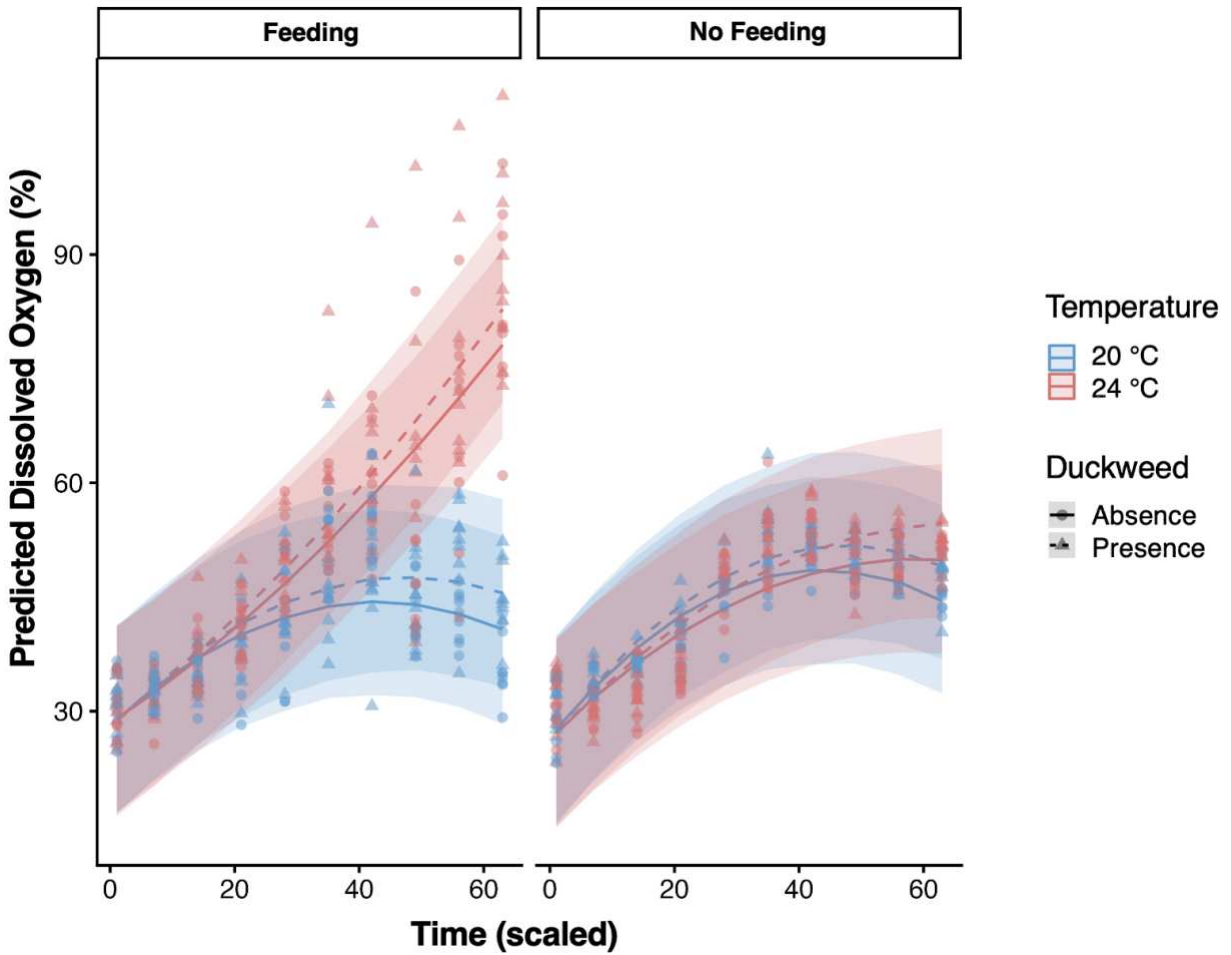 Feeding
No Feeding
Predicted Dissolved Oxygen (%)
90
60
30
0
20
40
60
0
20
40
60
Time (scaled)
Temperature
20 °C
24 °C
Duckweed
Absence
Presence